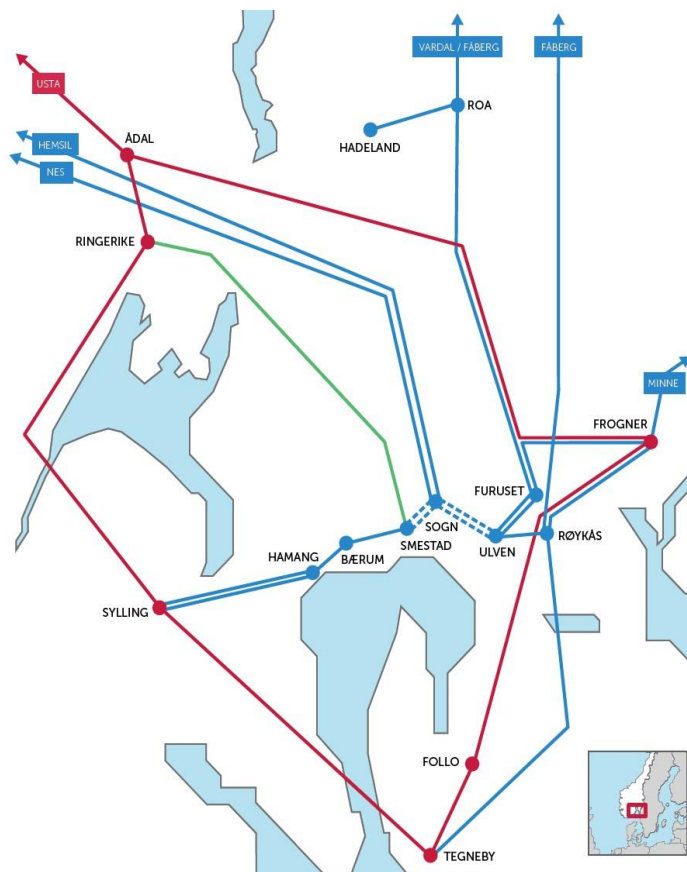 VARDAL / FÅBERG
FÅBERG
USTA
ROA
ÅDAL
HADELAND
HEMSIL
NES
RINGERIKE
MINNE
FROGNER
FURUSET
SOGN
SMESTAD
ULVEN
RØYKÅS
HAMANG
BÆRUM
SYLLING
FOLLO
TEGNEBY